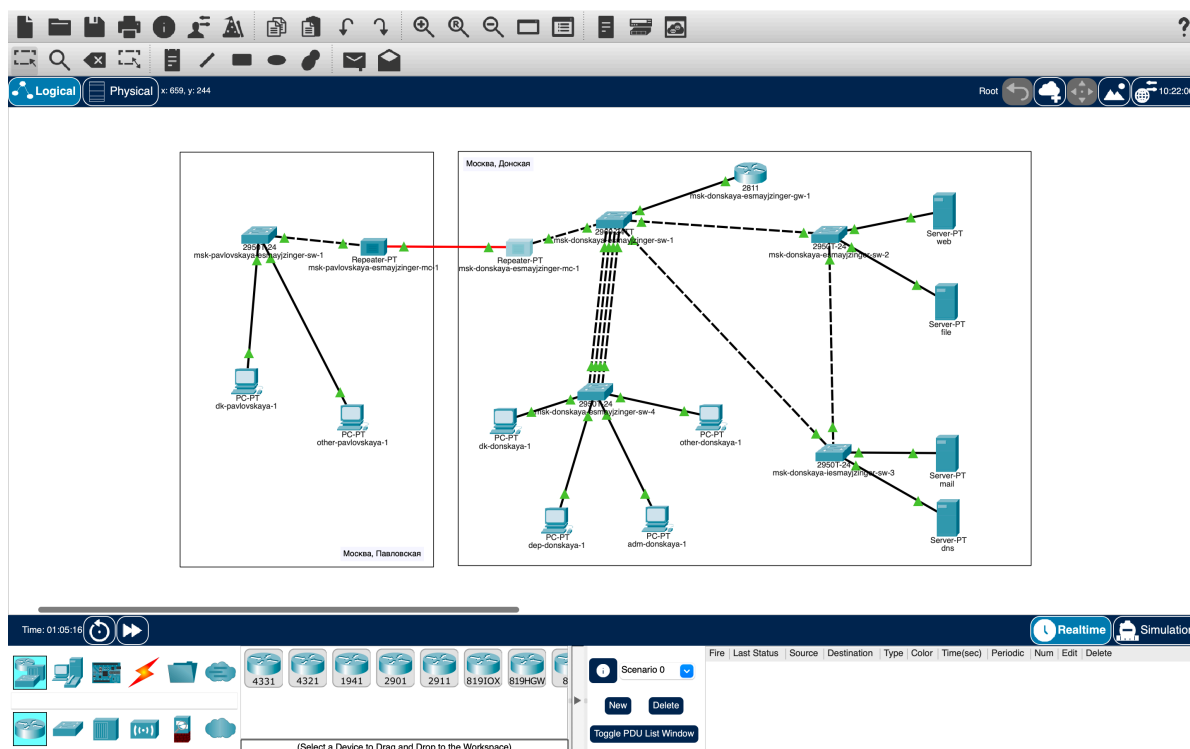 Logical
Physical
x: 659, y: 244
Root
10:22:00
Москва, Донская
2811
msk-donskaya-esmayjzinger-gw-1
2950T-24
msk-pavlovskaya-esmayjzinger-sw-1
Repeater-PT
msk-pavlovskaya-esmayjzinger-mc-1
Repeater-PT
msk-donskaya-esmayjzinger-mc-1
msk-donskaya-esmayjzinger-sw-1
2950T-24
msk-donskaya-esmayjzinger-sw-2
Server-PT
web
Server-PT
file
PC-PT
dk-pavlovskaya-1
PC-PT
other-pavlovskaya-1
2950T-24
msk-donskaya-esmayjzinger-sw-4
PC-PT
dk-donskaya-1
PC-PT
other-donskaya-1
2950T-24
msk-donskaya-iesmayjzinger-sw-3
Server-PT
mail
PC-PT
dep-donskaya-1
PC-PT
adm-donskaya-1
Server-PT
dns
Москва, Павловская
Time: 01:05:16
Realtime
Simulation
4331
4321
1941
2901
2911
819IOX
819HGW
8
Scenario 0
New
Delete
Toggle PDU List Window
Fire Last Status Source Destination Type Color Time(sec) Periodic Num Edit Delete
(Select a Device to Drag and Drop to the Workspace)